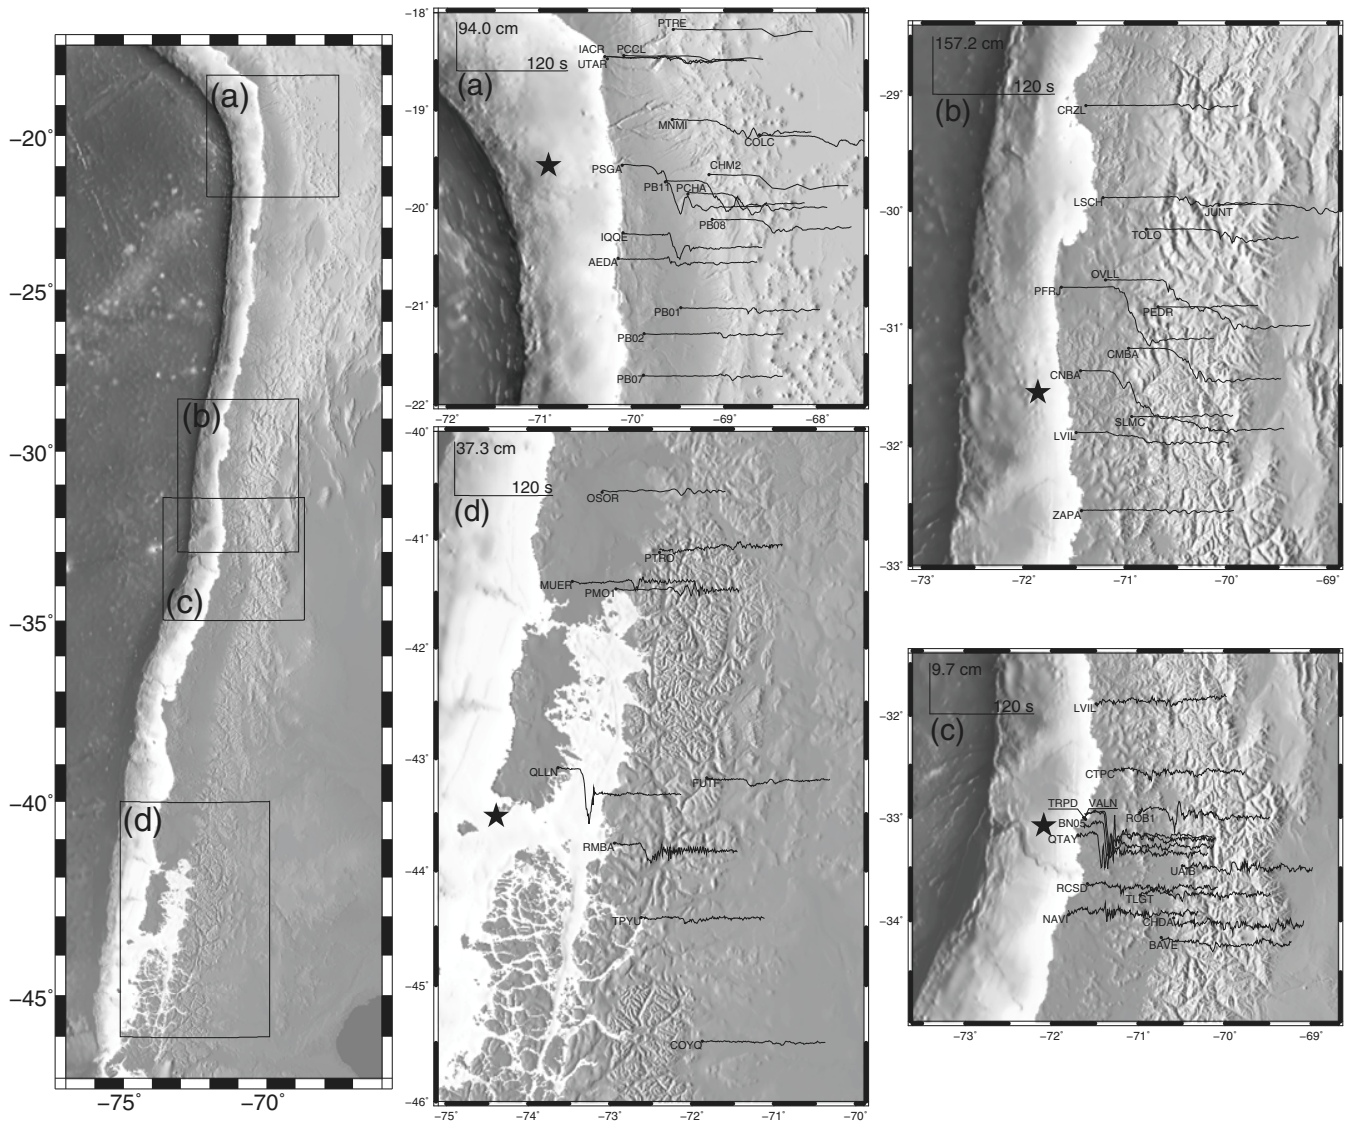 −20°
−25°
−30°
−35°
−40°
−45°
−75°
−70°
(a)
(b)
(c)
(d)
−18°
−19°
−20°
−21°
−22°
−72°
−71°
−70°
−69°
−68°
94.0 cm
120 s
(a)
PTRE
IACR
PCCL
UTAR
MNMI
COLC
PSGA
CHM2
PB11
PCHA
PB08
IQQE
AEDA
PB01
PB02
PB07
−29°
−30°
−31°
−32°
−33°
−73°
−72°
−71°
−70°
−69°
157.2 cm
120 s
(b)
CRZL
LSCH
JUNT
TOLO
OVLL
PFRJ
PEDR
CMBA
CNBA
SLMC
LVIL
ZAPA
−40°
−41°
−42°
−43°
−44°
−45°
−46°
−75°
−74°
−73°
−72°
−71°
−70°
37.3 cm
120 s
(d)
OSOR
PTRO
MUER
PMO1
QLLN
FUTF
RMBA
TPYU
COYC
−32°
−33°
−34°
−73°
−72°
−71°
−70°
−69°
9.7 cm
120 s
(c)
LVIL
CTPC
TRPD
VALN
BN05
ROB1
QTAY
UAIB
RCSD
TLGT
NAVI
CHDA
BAVE